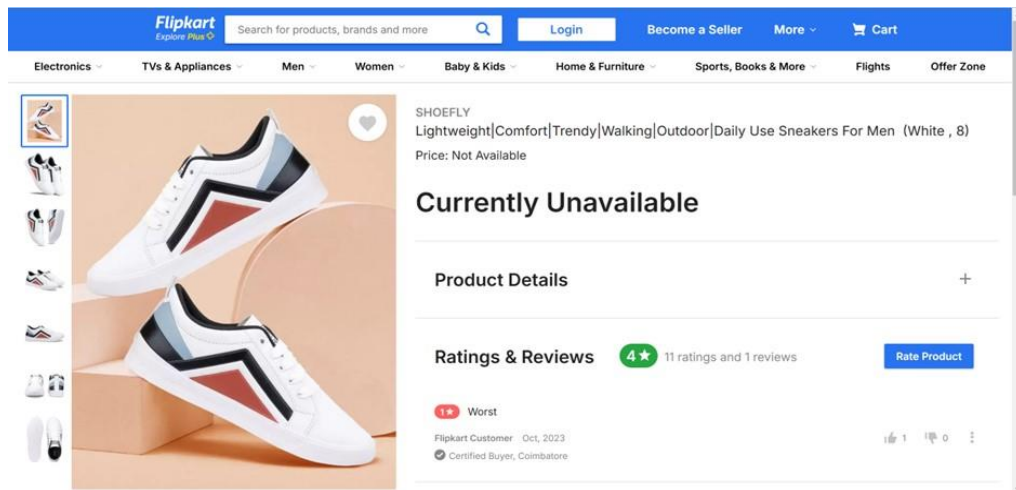 Flipkart
Explore Plus
Search for products, brands and more
Login
Become a Seller
More
Cart
Electronics
TVs & Appliances
Men
Women
Baby & Kids
Home & Furniture
Sports, Books & More
Flights
Offer Zone
SHOEFLY
Lightweight|Comfort|Trendy|Walking|Outdoor|Daily Use Sneakers For Men (White , 8)
Price: Not Available
Currently Unavailable
Product Details
Ratings & Reviews
4★
11 ratings and 1 reviews
Rate Product
1★ Worst
Flipkart Customer Oct, 2023
1
0
Certified Buyer, Coimbatore